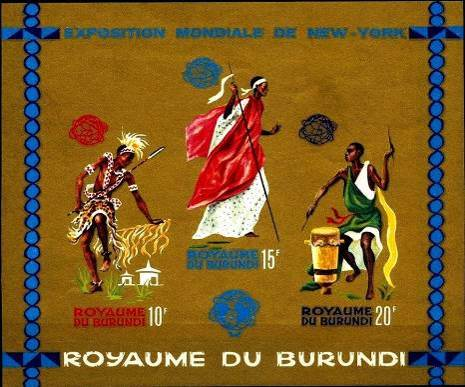 EXPOSITION MONDIALE DE NEW-YORK
ROYAUME
DU BURUNDI 15F
ROYAUME
DU BURUNDI 10F
ROYAUME
DU BURUNDI 20F
ROYAUME DU BURUNDI